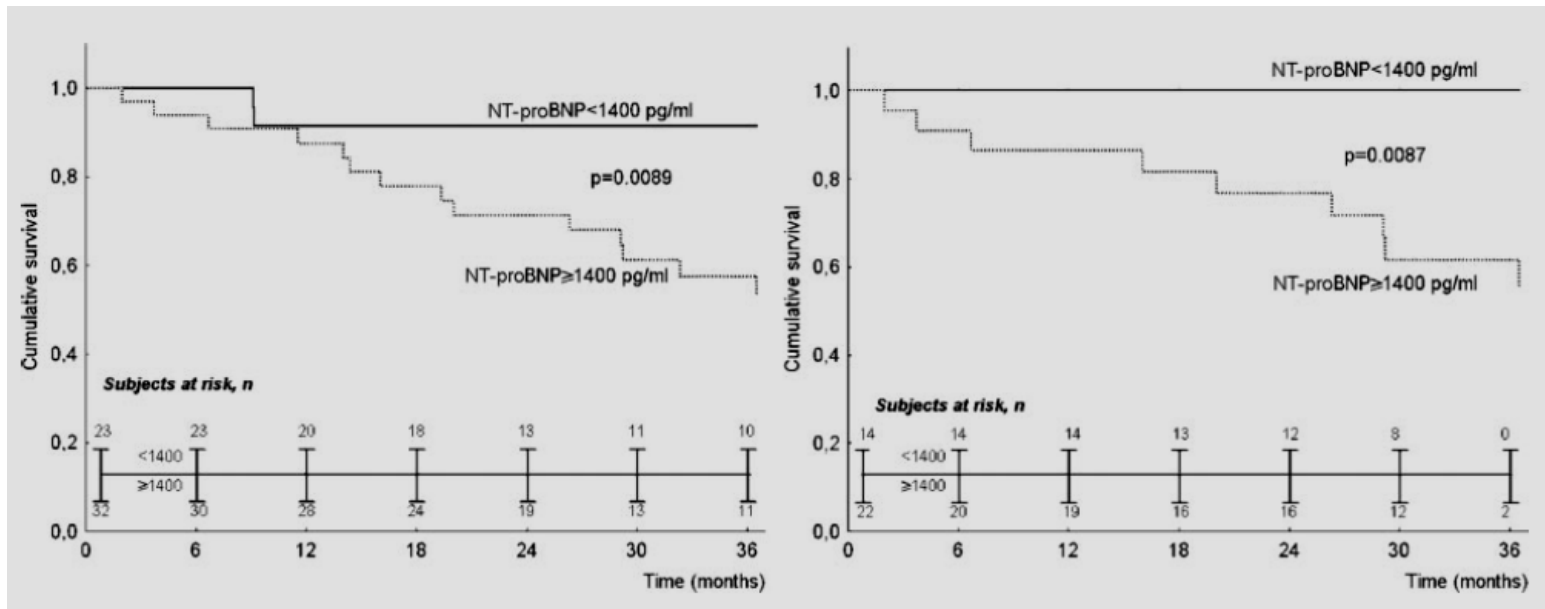 1,0
NT-proBNP<1400 pg/ml
0,8
p=0.0089
Cumulative survival
0,6
NT-proBNP≥1400 pg/ml
0,4
Subjects at risk, n
0,2
23 23 20 18 13 11 10
<1400
≥1400
32 30 28 24 19 13 11
0,0
0 6 12 18 24 30 36
Time (months)
NT-proBNP<1400 pg/ml
1,0
p=0.0087
0,8
Cumulative survival
0,6
NT-proBNP≥1400 pg/ml
0,4
Subjects at risk, n
0,2
14 14 14 13 12 8 0
<1400
≥1400
22 20 19 16 16 12 2
0,0
0 6 12 18 24 30 36
Time (months)